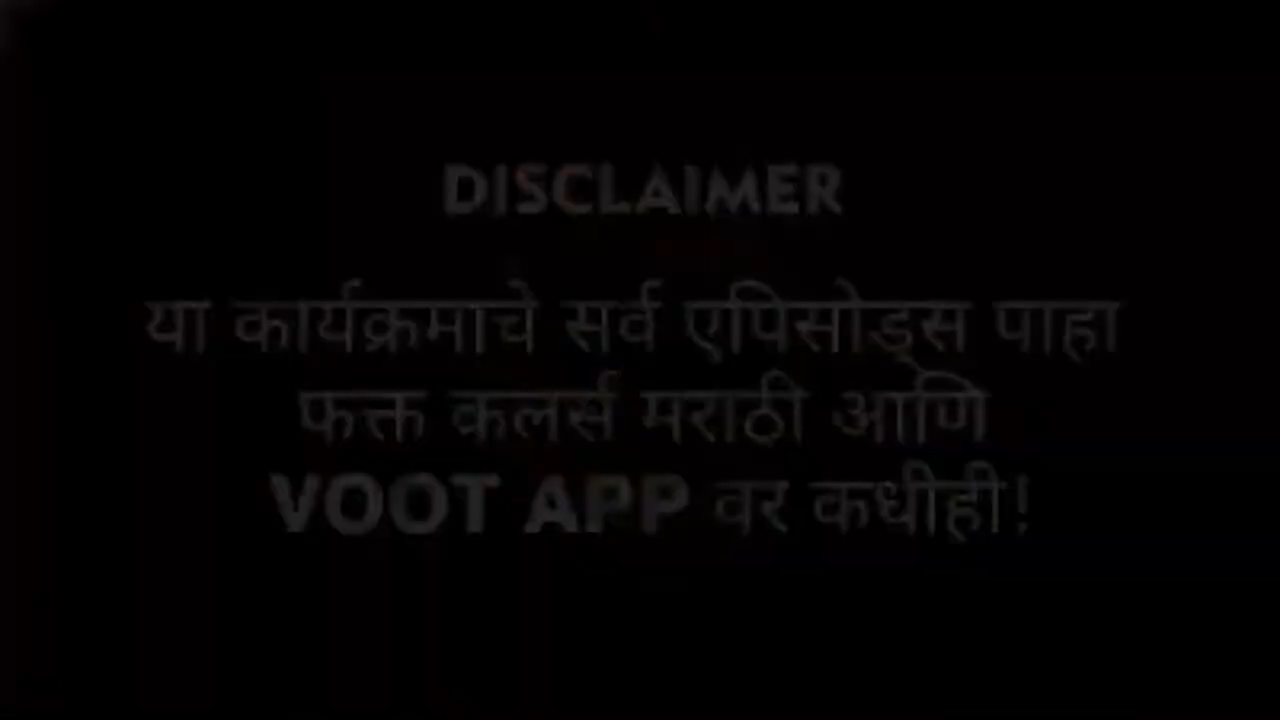 DISCLAIMER
या कार्यक्रमाचे सर्व एपिसोड्स पाहा
फक्त कलर्स मराठी आणि
VOOT APP वर कधीही!